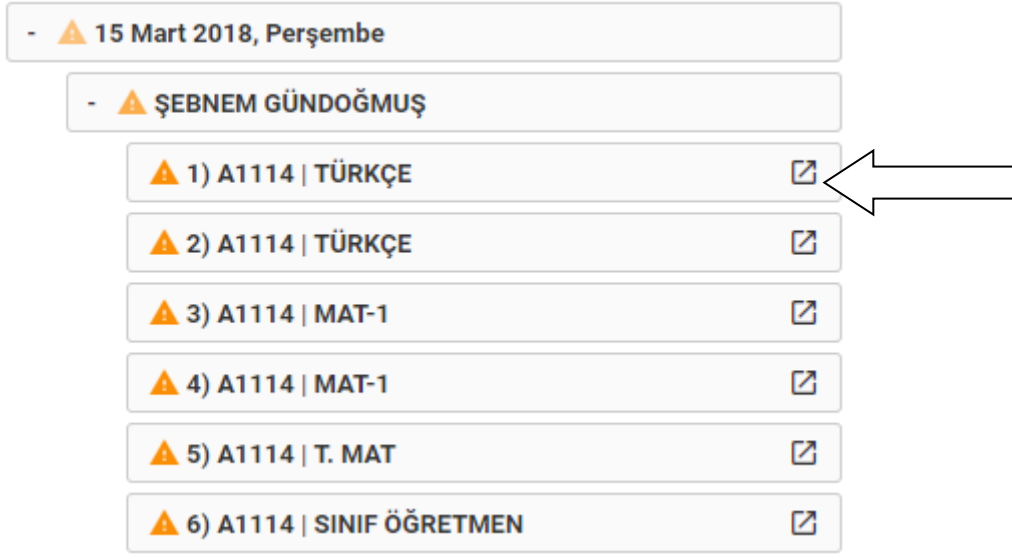 - 15 Mart 2018, Perşembe
- ŞEBNEM GÜNDOĞMUŞ
1) A1114 | TÜRKÇE
2) A1114 | TÜRKÇE
3) A1114 | MAT-1
4) A1114 | MAT-1
5) A1114 | T. MAT
6) A1114 | SINIF ÖĞRETMEN